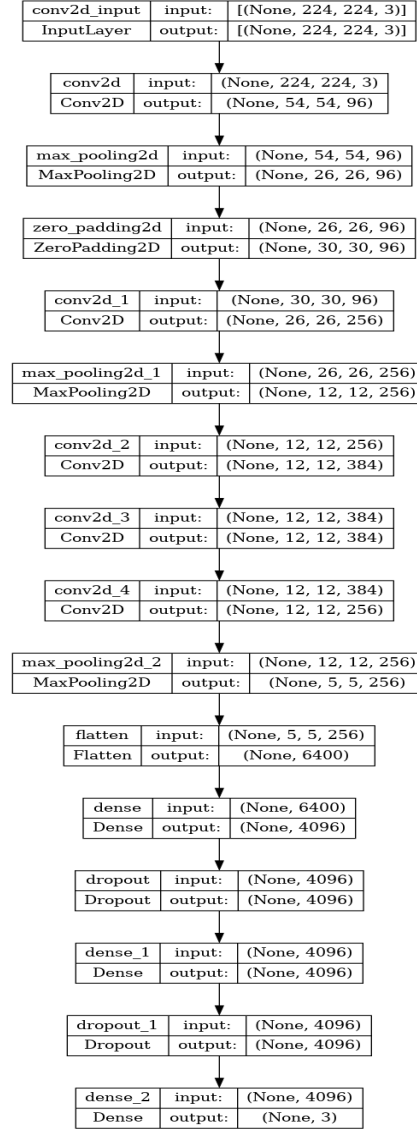 conv2d_input input: [(None, 224, 224, 3)]
InputLayer output: [(None, 224, 224, 3)]
conv2d input: (None, 224, 224, 3)
Conv2D output: (None, 54, 54, 96)
max_pooling2d input: (None, 54, 54, 96)
MaxPooling2D output: (None, 26, 26, 96)
zero_padding2d input: (None, 26, 26, 96)
ZeroPadding2D output: (None, 30, 30, 96)
conv2d_1 input: (None, 30, 30, 96)
Conv2D output: (None, 26, 26, 256)
max_pooling2d_1 input: (None, 26, 26, 256)
MaxPooling2D output: (None, 12, 12, 256)
conv2d_2 input: (None, 12, 12, 256)
Conv2D output: (None, 12, 12, 384)
conv2d_3 input: (None, 12, 12, 384)
Conv2D output: (None, 12, 12, 384)
conv2d_4 input: (None, 12, 12, 384)
Conv2D output: (None, 12, 12, 256)
max_pooling2d_2 input: (None, 12, 12, 256)
MaxPooling2D output: (None, 5, 5, 256)
flatten input: (None, 5, 5, 256)
Flatten output: (None, 6400)
dense input: (None, 6400)
Dense output: (None, 4096)
dropout input: (None, 4096)
Dropout output: (None, 4096)
dense_1 input: (None, 4096)
Dense output: (None, 4096)
dropout_1 input: (None, 4096)
Dropout output: (None, 4096)
dense_2 input: (None, 4096)
Dense output: (None, 3)